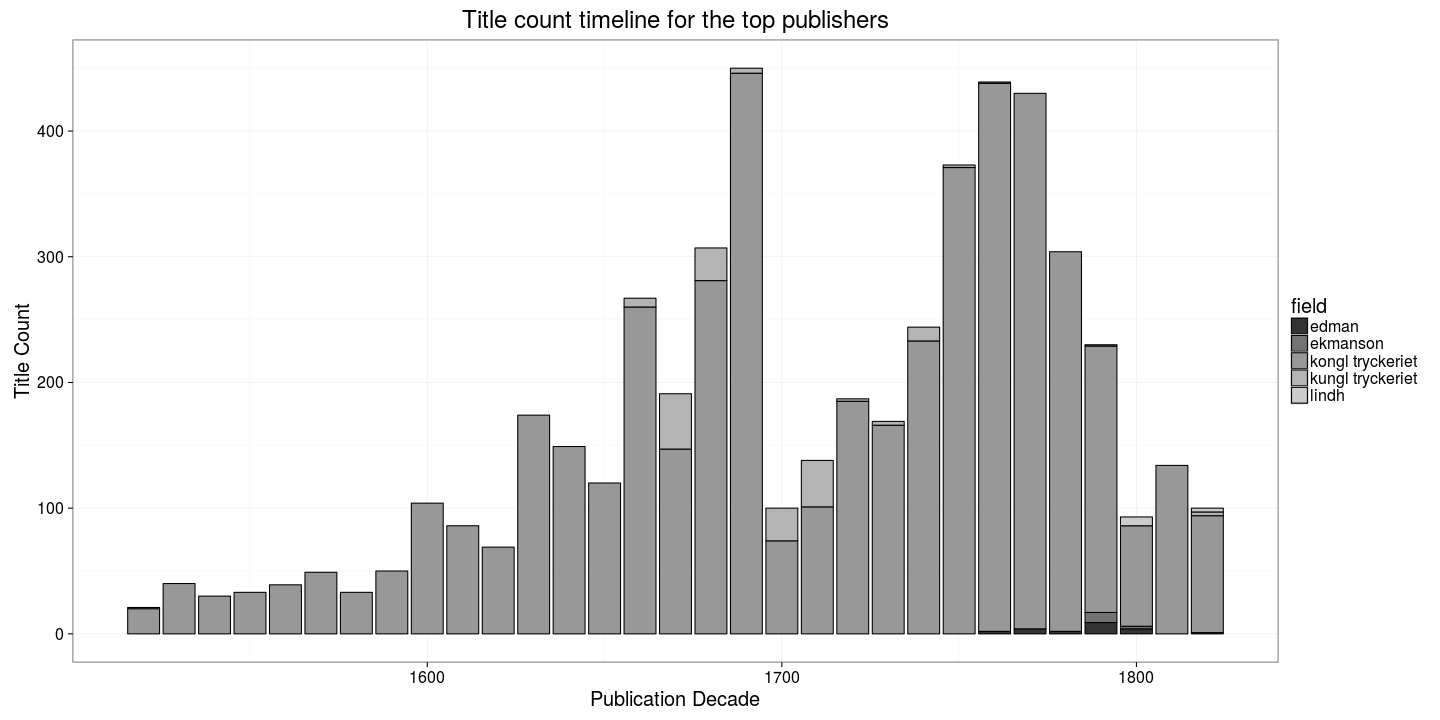 Title count timeline for the top publishers
Title Count
400
300
200
100
0
1600
1700
1800
Publication Decade
field
edman
ekmanson
kongl tryckeriet
kungl tryckeriet
lindh